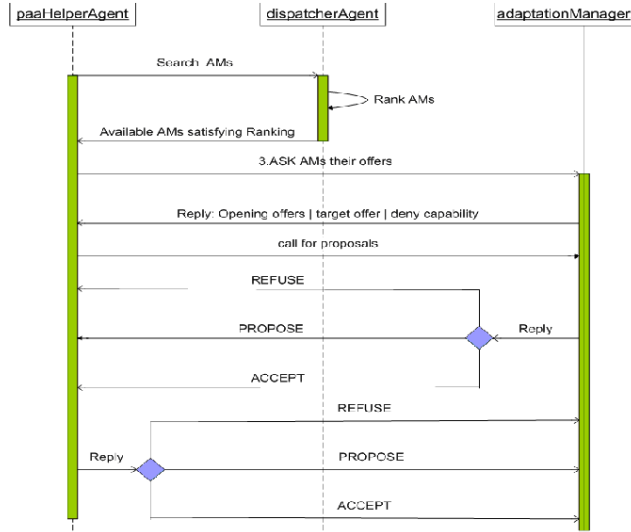 paaHelperAgent
dispatcherAgent
adaptationManager
Search AMs
Rank AMs
Available AMs satisfying Ranking
3.ASK AMs their offers
Reply: Opening offers | target offer | deny capability
call for proposals
REFUSE
PROPOSE
Reply
ACCEPT
REFUSE
Reply
PROPOSE
ACCEPT